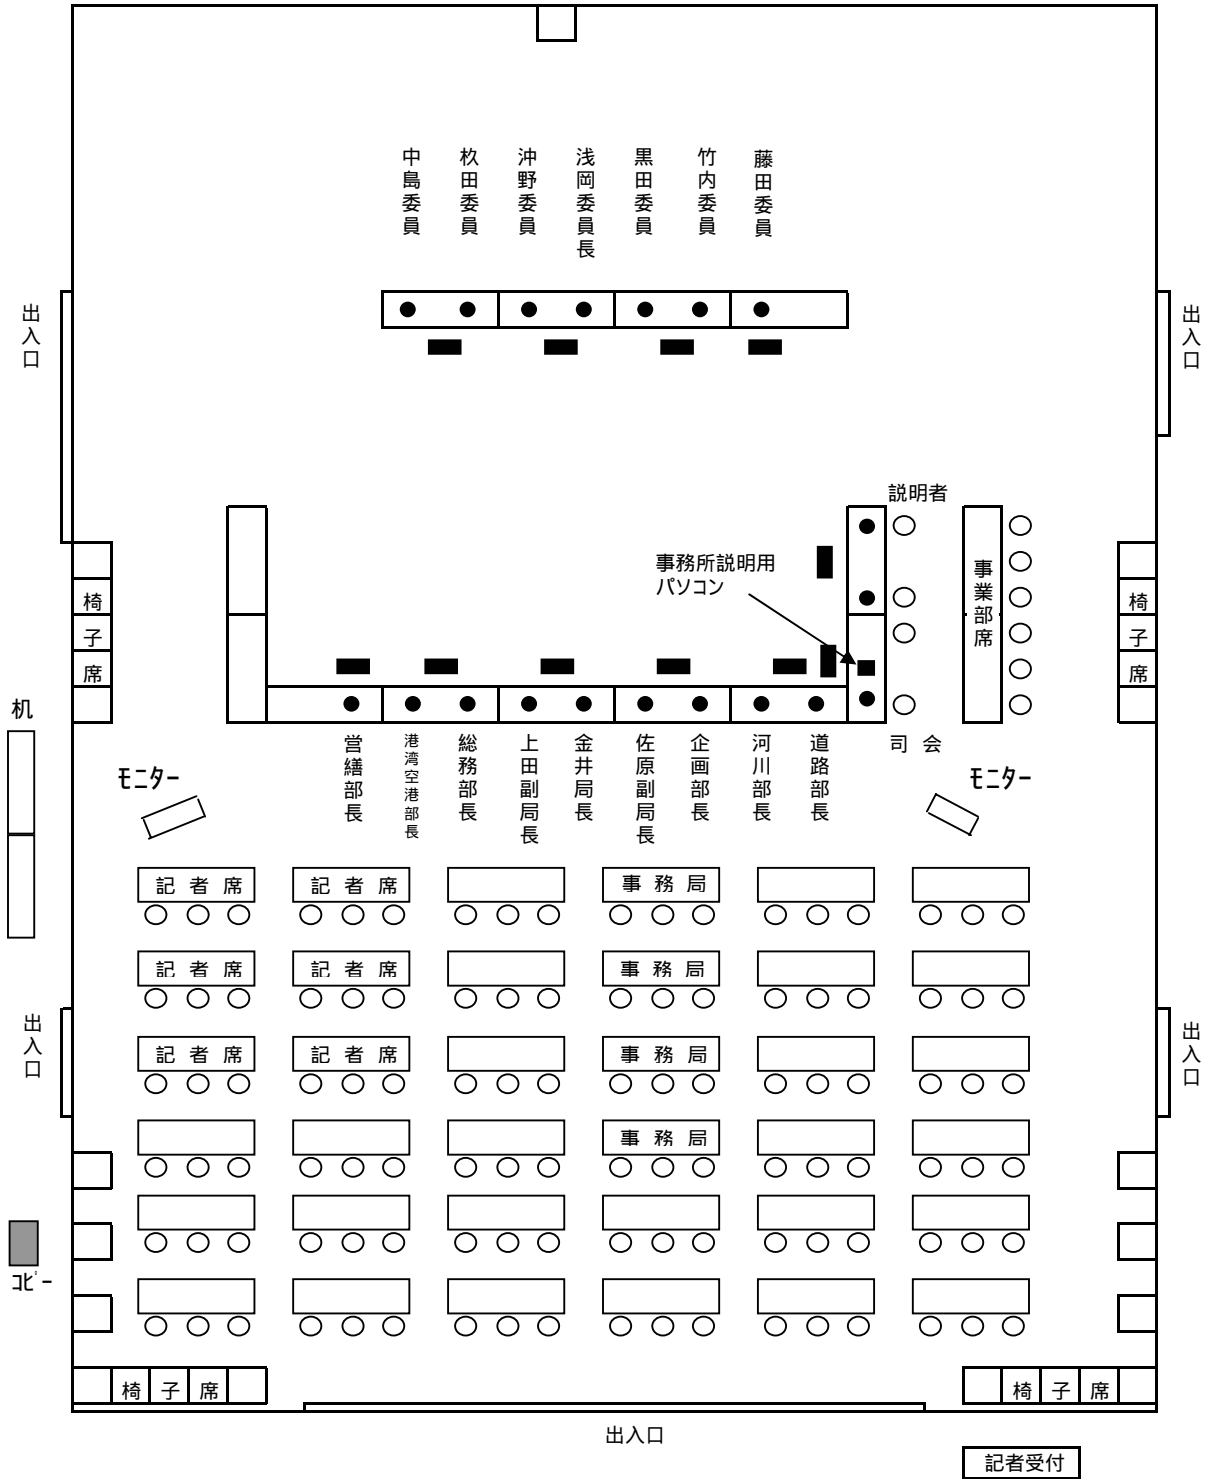 中島委員
杦田委員
沖野委員
浅岡委員長
黒田委員
竹内委員
藤田委員
出入口
出入口
説明者
事務所説明用
パソコン
事業部席
椅子席
椅子席
机
営繕部長
港湾空港部長
総務部長
上田副局長
金井局長
佐原副局長
企画部長
河川部長
道路部長
司 会
ﾓﾆﾀｰ
ﾓﾆﾀｰ
記 者 席
記 者 席
事 務 局
記 者 席
記 者 席
事 務 局
記 者 席
記 者 席
事 務 局
事 務 局
出入口
出入口
ｺﾋﾟｰ
椅 子 席
椅 子 席
出入口
記者受付